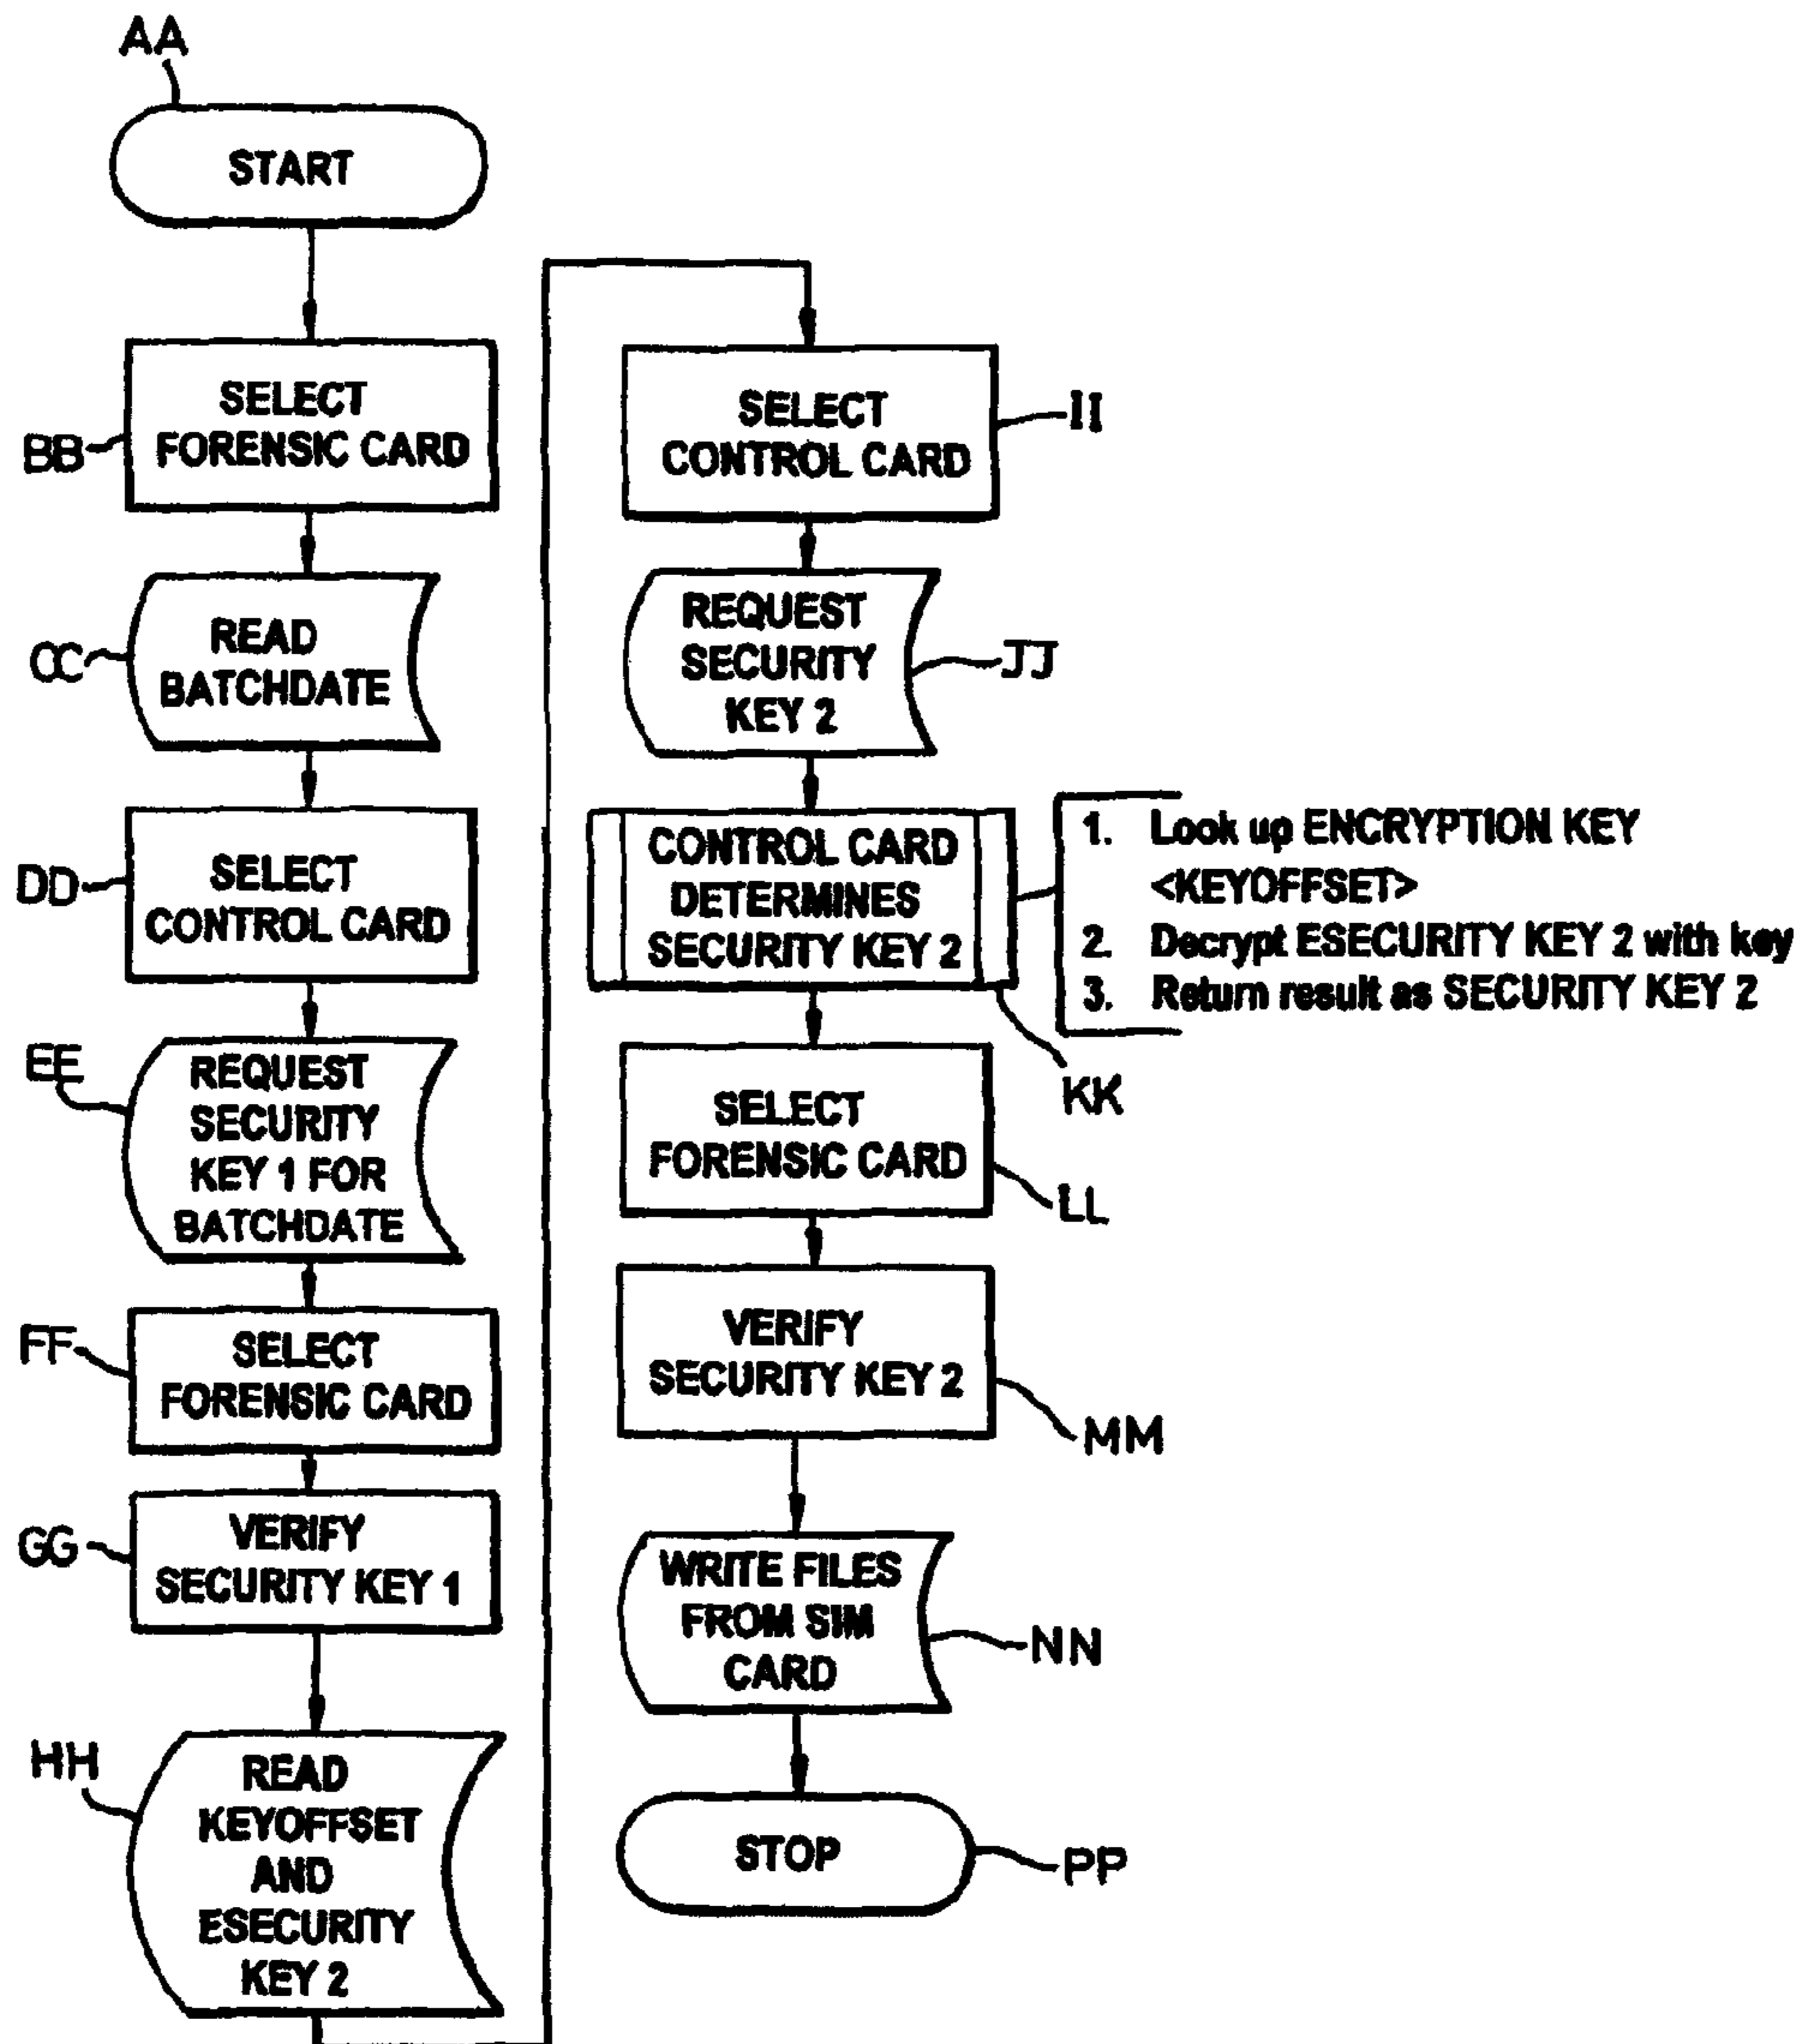 AA
START
SELECT
FORENSIC CARD
BB
READ
BATCHDATE
CC
SELECT
CONTROL CARD
DD
REQUEST
SECURITY
KEY 1 FOR
BATCHDATE
EE
SELECT
FORENSIC CARD
FF
VERIFY
SECURITY KEY 1
GG
READ
KEYOFFSET
AND
ESECURITY
KEY 2
HH
SELECT
CONTROL CARD
II
REQUEST
SECURITY
KEY 2
JJ
CONTROL CARD
DETERMINES
SECURITY KEY 2
1. Look up ENCRYPTION KEY
<KEYOFFSET>
2. Decrypt ESECURITY KEY 2 with key
3. Return result as SECURITY KEY 2
KK
SELECT
FORENSIC CARD
LL
VERIFY
SECURITY KEY 2
MM
WRITE FILES
FROM SIM
CARD
NN
STOP
PP